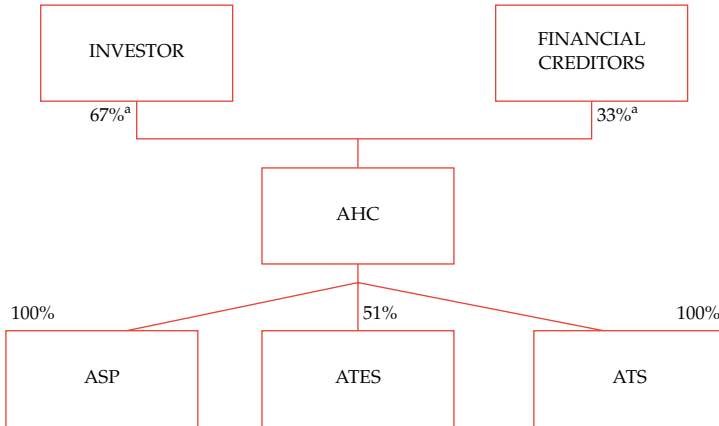 INVESTOR
FINANCIAL
CREDITORS
67%ᵃ
33%ᵃ
AHC
100%
51%
100%
ASP
ATES
ATS